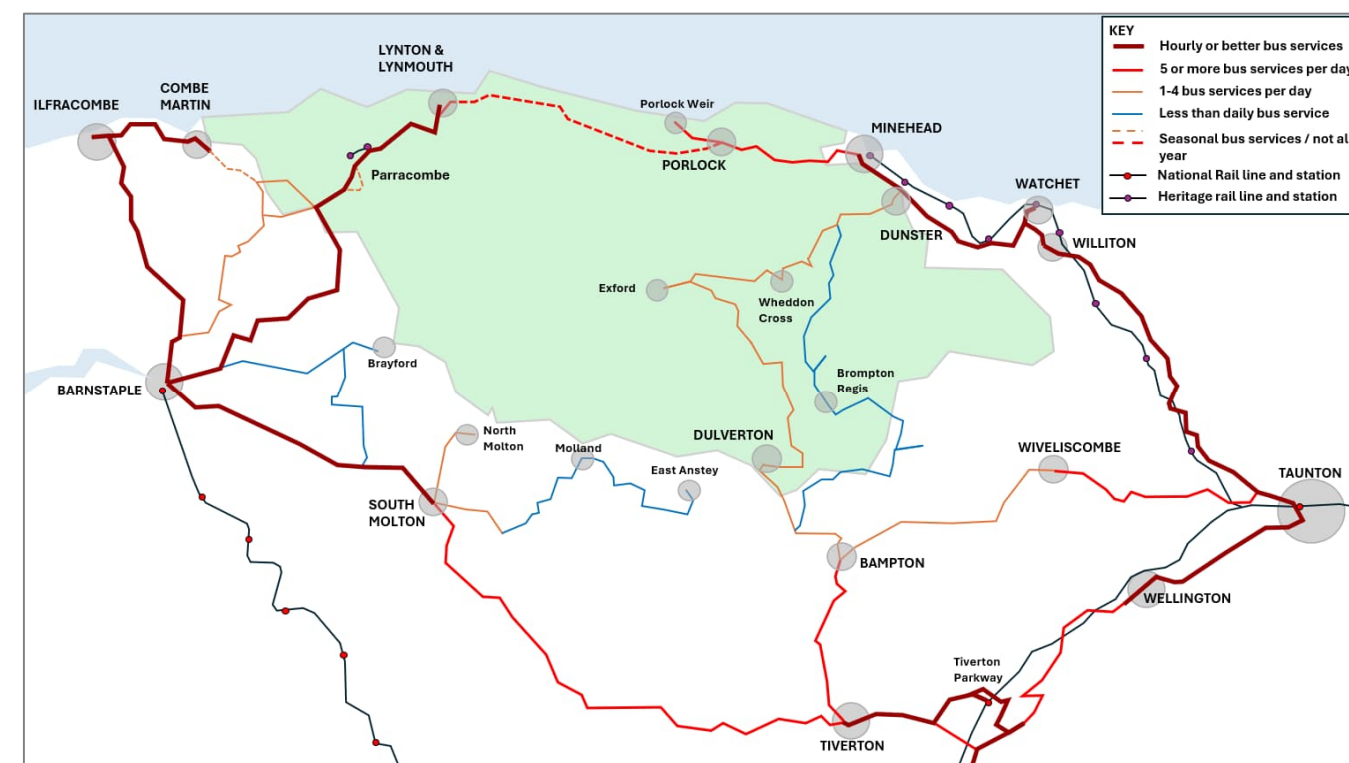 KEY
Hourly or better bus services
5 or more bus services per day
1-4 bus services per day
Less than daily bus service
Seasonal bus services / not al
year
National Rail line and station
Heritage rail line and station
LYNTON &
LYNMOUTH
COMBE
MARTIN
ILFRACOMBE
Porlock Weir
MINEHEAD
PORLOCK
Parracombe
WATCHET
DUNSTER
WILLITON
Exford
Wheddon
Cross
Brayford
BARNSTAPLE
Brompton
Regis
North
Molton
Molland
DULVERTON
East Anstey
WIVELISCOMBE
TAUNTON
SOUTH
MOLTON
BAMPTON
WELLINGTON
Tiverton
Parkway
TIVERTON